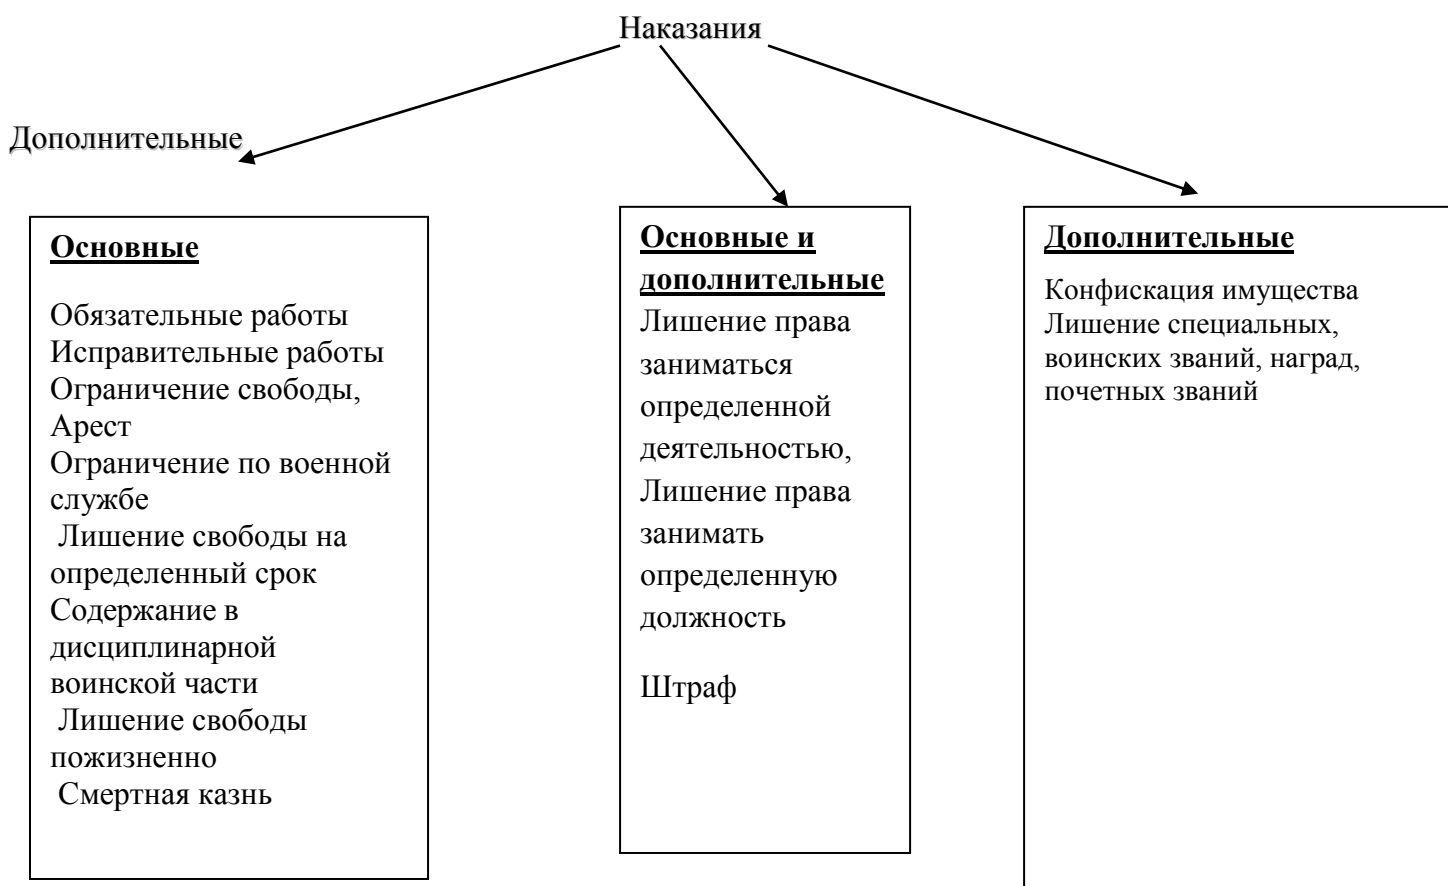 Наказания
Дополнительные
Основные
Обязательные работы
Исправительные работы
Ограничение свободы,
Арест
Ограничение по военной
службе
Лишение свободы на
определенный срок
Содержание в
дисциплинарной
воинской части
Лишение свободы
пожизненно
Смертная казнь
Основные и
дополнительные
Лишение права
заниматься
определенной
деятельностью,
Лишение права
занимать
определенную
должность
Штраф
Дополнительные
Конфискация имущества
Лишение специальных,
воинских званий, наград,
почетных званий